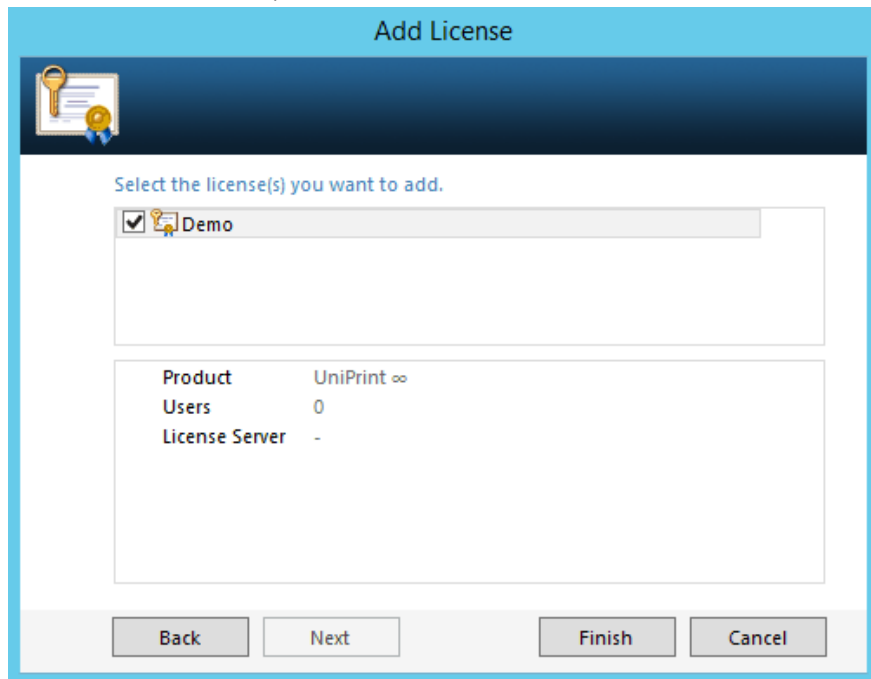 Add License
Select the license(s) you want to add.
Demo
Product UniPrint ∞
Users 0
License Server -
Back Next Finish Cancel